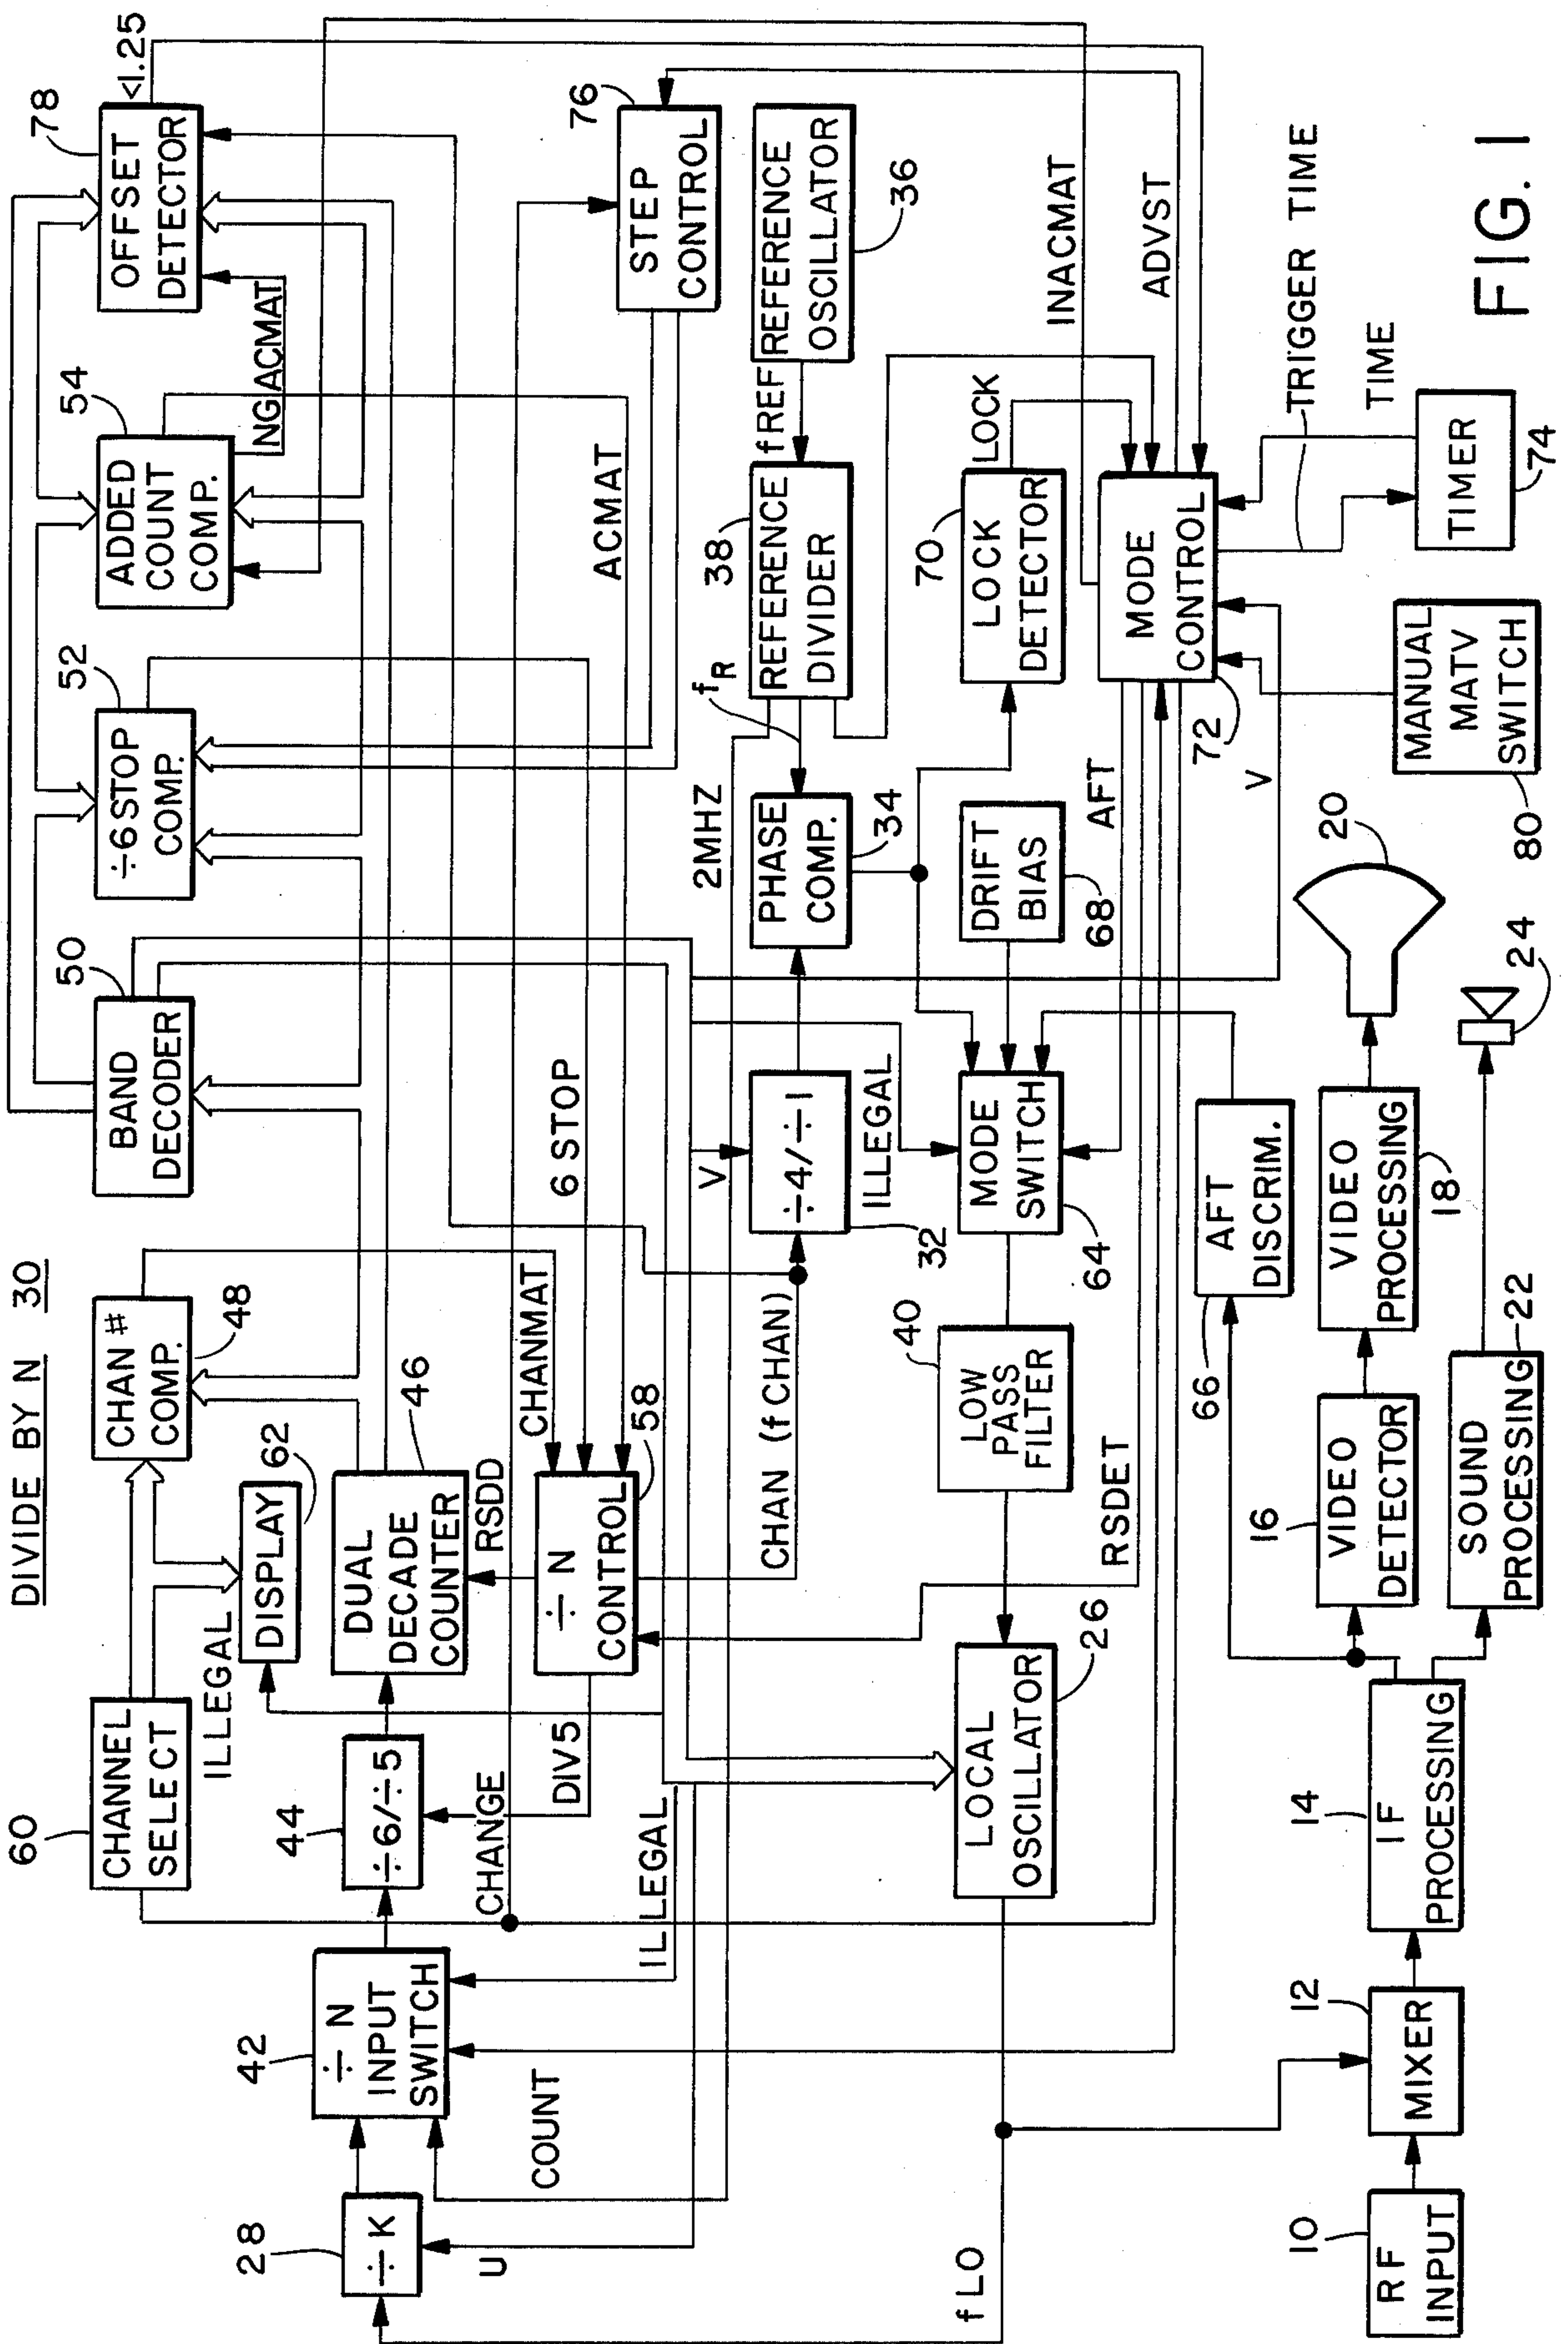 DIVIDE BY N 30
60
CHANNEL
SELECT
ILLEGAL
CHAN #
COMP.
48
DISPLAY
62
50
BAND
DECODER
52
÷6 STOP
COMP.
54
ADDED
COUNT
COMP.
NGACMAT
78
OFFSET
DETECTOR
<1.25
28
÷K
U
42
÷ N
INPUT
SWITCH
COUNT
44
÷6/÷5
DIV5
CHANGE
DUAL
DECADE
COUNTER
46
RSDD
÷ N
CONTROL
58
CHANMAT
6 STOP
ACMAT
76
STEP
CONTROL
ILLEGAL
CHAN (f CHAN)
V
÷4/÷1
32
ILLEGAL
2MHZ
PHASE
COMP.
34
fR
38
REFERENCE
DIVIDER
f REF
REFERENCE
OSCILLATOR
36
f LO
LOCAL
OSCILLATOR
26
40
LOW
PASS
FILTER
MODE
SWITCH
64
DRIFT
BIAS
68
70
LOCK
DETECTOR
LOCK
RSDET
AFT
MODE
CONTROL
72
V
INACMAT
ADVST
TRIGGER TIME
TIME
TIMER
74
MANUAL
MATV
SWITCH
80
66
AFT
DISCRIM.
10
RF
INPUT
12
MIXER
14
IF
PROCESSING
16
VIDEO
DETECTOR
VIDEO
PROCESSING
18
20
SOUND
PROCESSING
22
24
FIG. 1